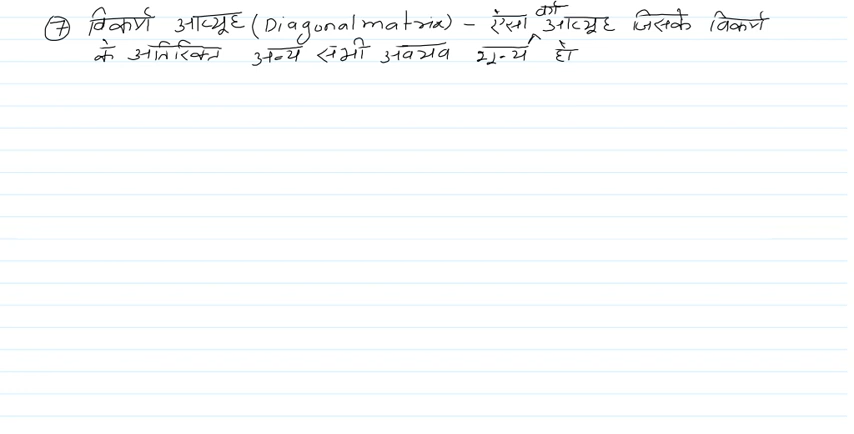 ⑦ विकर्ण आव्यूह (Diagonal matrix) - ऐसा वर्ग आव्यूह जिसके विकर्ण
के अतिरिक्त अन्य सभी अवयव शून्य हो